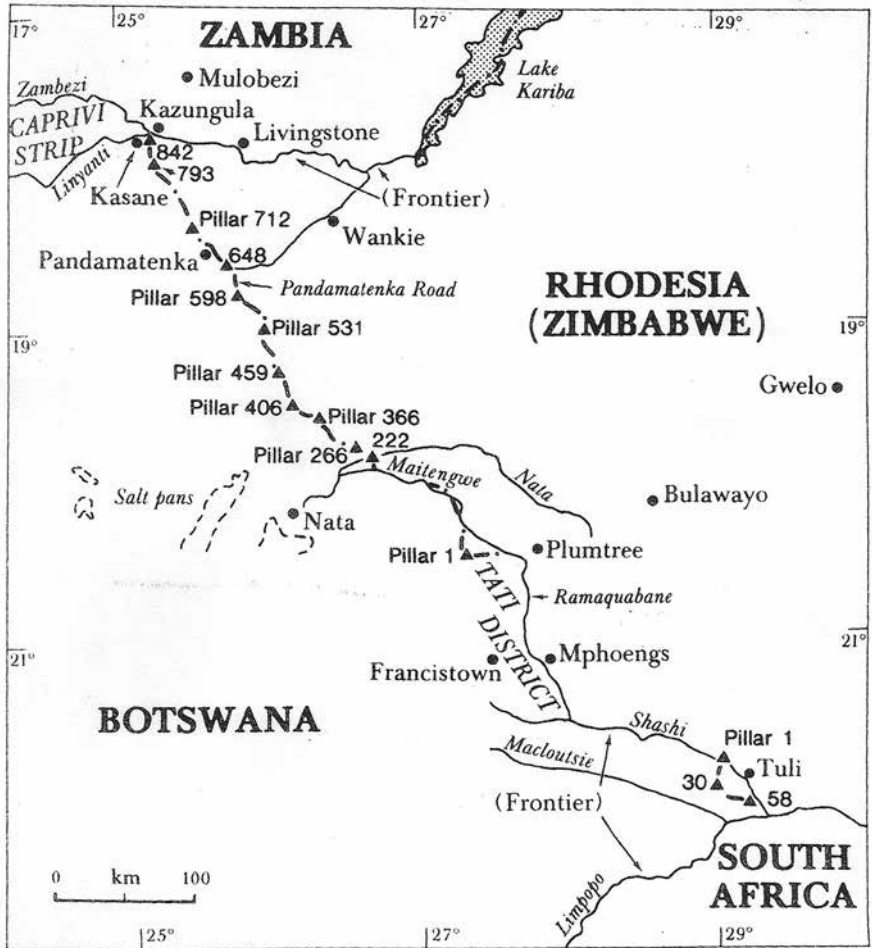 25°
27°
29°
17°
ZAMBIA
Mulobezi
Lake
Kariba
Zambezi
Kazungula
CAPRIVI
STRIP
Livingstone
842
793
Linyanti
Kasane
(Frontier)
Pillar 712
Wankie
648
Pandamatenka
Pandamatenka Road
Pillar 598
RHODESIA
(ZIMBABWE)
Pillar 531
19°
19°
Pillar 459
Gwelo
Pillar 406
Pillar 366
222
Pillar 266
Maitengwe
Nata
Salt pans
Bulawayo
Nata
Plumtree
Pillar 1
TATI
DISTRICT
Ramaquabane
21°
21°
Francistown
Mphoengs
BOTSWANA
Shashi
Pillar 1
Macloutsie
Tuli
30
58
(Frontier)
SOUTH
AFRICA
0 km 100
Limpopo
25°
27°
29°